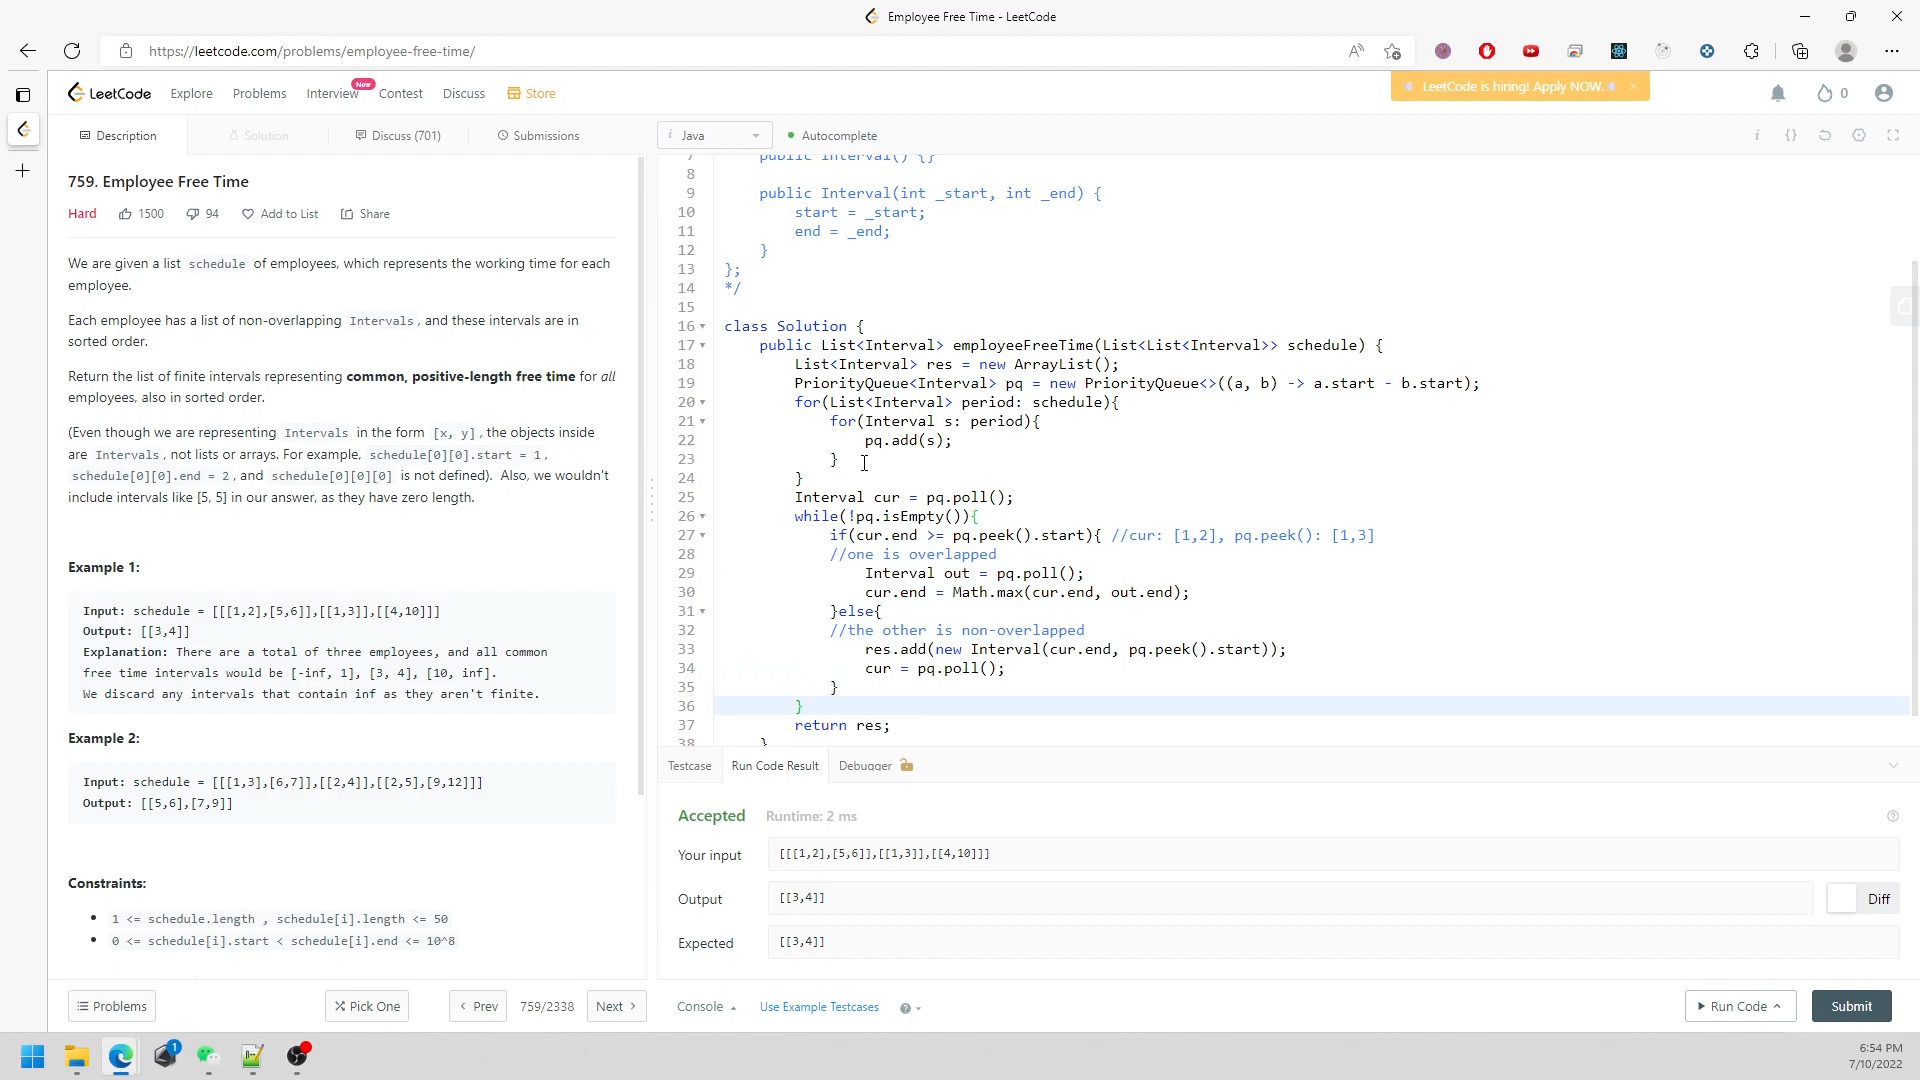 Employee Free Time - LeetCode
https://leetcode.com/problems/employee-free-time/
LeetCode Explore Problems Interview New Contest Discuss Store
LeetCode is hiring! Apply NOW.
0
Description Solution Discuss (701) Submissions
i Java Autocomplete
759. Employee Free Time
Hard 1500 94 Add to List Share
We are given a list schedule of employees, which represents the working time for each
employee.
Each employee has a list of non-overlapping Intervals, and these intervals are in
sorted order.
Return the list of finite intervals representing common, positive-length free time for all
employees, also in sorted order.
(Even though we are representing Intervals in the form [x, y], the objects inside
are Intervals, not lists or arrays. For example, schedule[0][0].start = 1,
schedule[0][0].end = 2, and schedule[0][0][0] is not defined). Also, we wouldn't
include intervals like [5, 5] in our answer, as they have zero length.
Example 1:
Input: schedule = [[[1,2],[5,6]],[[1,3]],[[4,10]]]
Output: [[3,4]]
Explanation: There are a total of three employees, and all common
free time intervals would be [-inf, 1], [3, 4], [10, inf].
We discard any intervals that contain inf as they aren't finite.
Example 2:
Input: schedule = [[[1,3],[6,7]],[[2,4]],[[2,5],[9,12]]]
Output: [[5,6],[7,9]]
Constraints:
1 <= schedule.length , schedule[i].length <= 50
0 <= schedule[i].start < schedule[i].end <= 10^8
Problems Pick One Prev 759/2338 Next
7 public Interval() {}
8
9 public Interval(int _start, int _end) {
10 start = _start;
11 end = _end;
12 }
13 };
14 */
15
16 class Solution {
17 public List<Interval> employeeFreeTime(List<List<Interval>> schedule) {
18 List<Interval> res = new ArrayList();
19 PriorityQueue<Interval> pq = new PriorityQueue<>((a, b) -> a.start - b.start);
20 for(List<Interval> period: schedule){
21 for(Interval s: period){
22 pq.add(s);
23 }
24 }
25 Interval cur = pq.poll();
26 while(!pq.isEmpty()){
27 if(cur.end >= pq.peek().start){ //cur: [1,2], pq.peek(): [1,3]
28 //one is overlapped
29 Interval out = pq.poll();
30 cur.end = Math.max(cur.end, out.end);
31 }else{
32 //the other is non-overlapped
33 res.add(new Interval(cur.end, pq.peek().start));
34 cur = pq.poll();
35 }
36 }
37 return res;
38 }
Testcase Run Code Result Debugger
Accepted Runtime: 2 ms
Your input [[[1,2],[5,6]],[[1,3]],[[4,10]]]
Output [[3,4]] Diff
Expected [[3,4]]
Console Use Example Testcases Run Code Submit
1
6:54 PM
7/10/2022